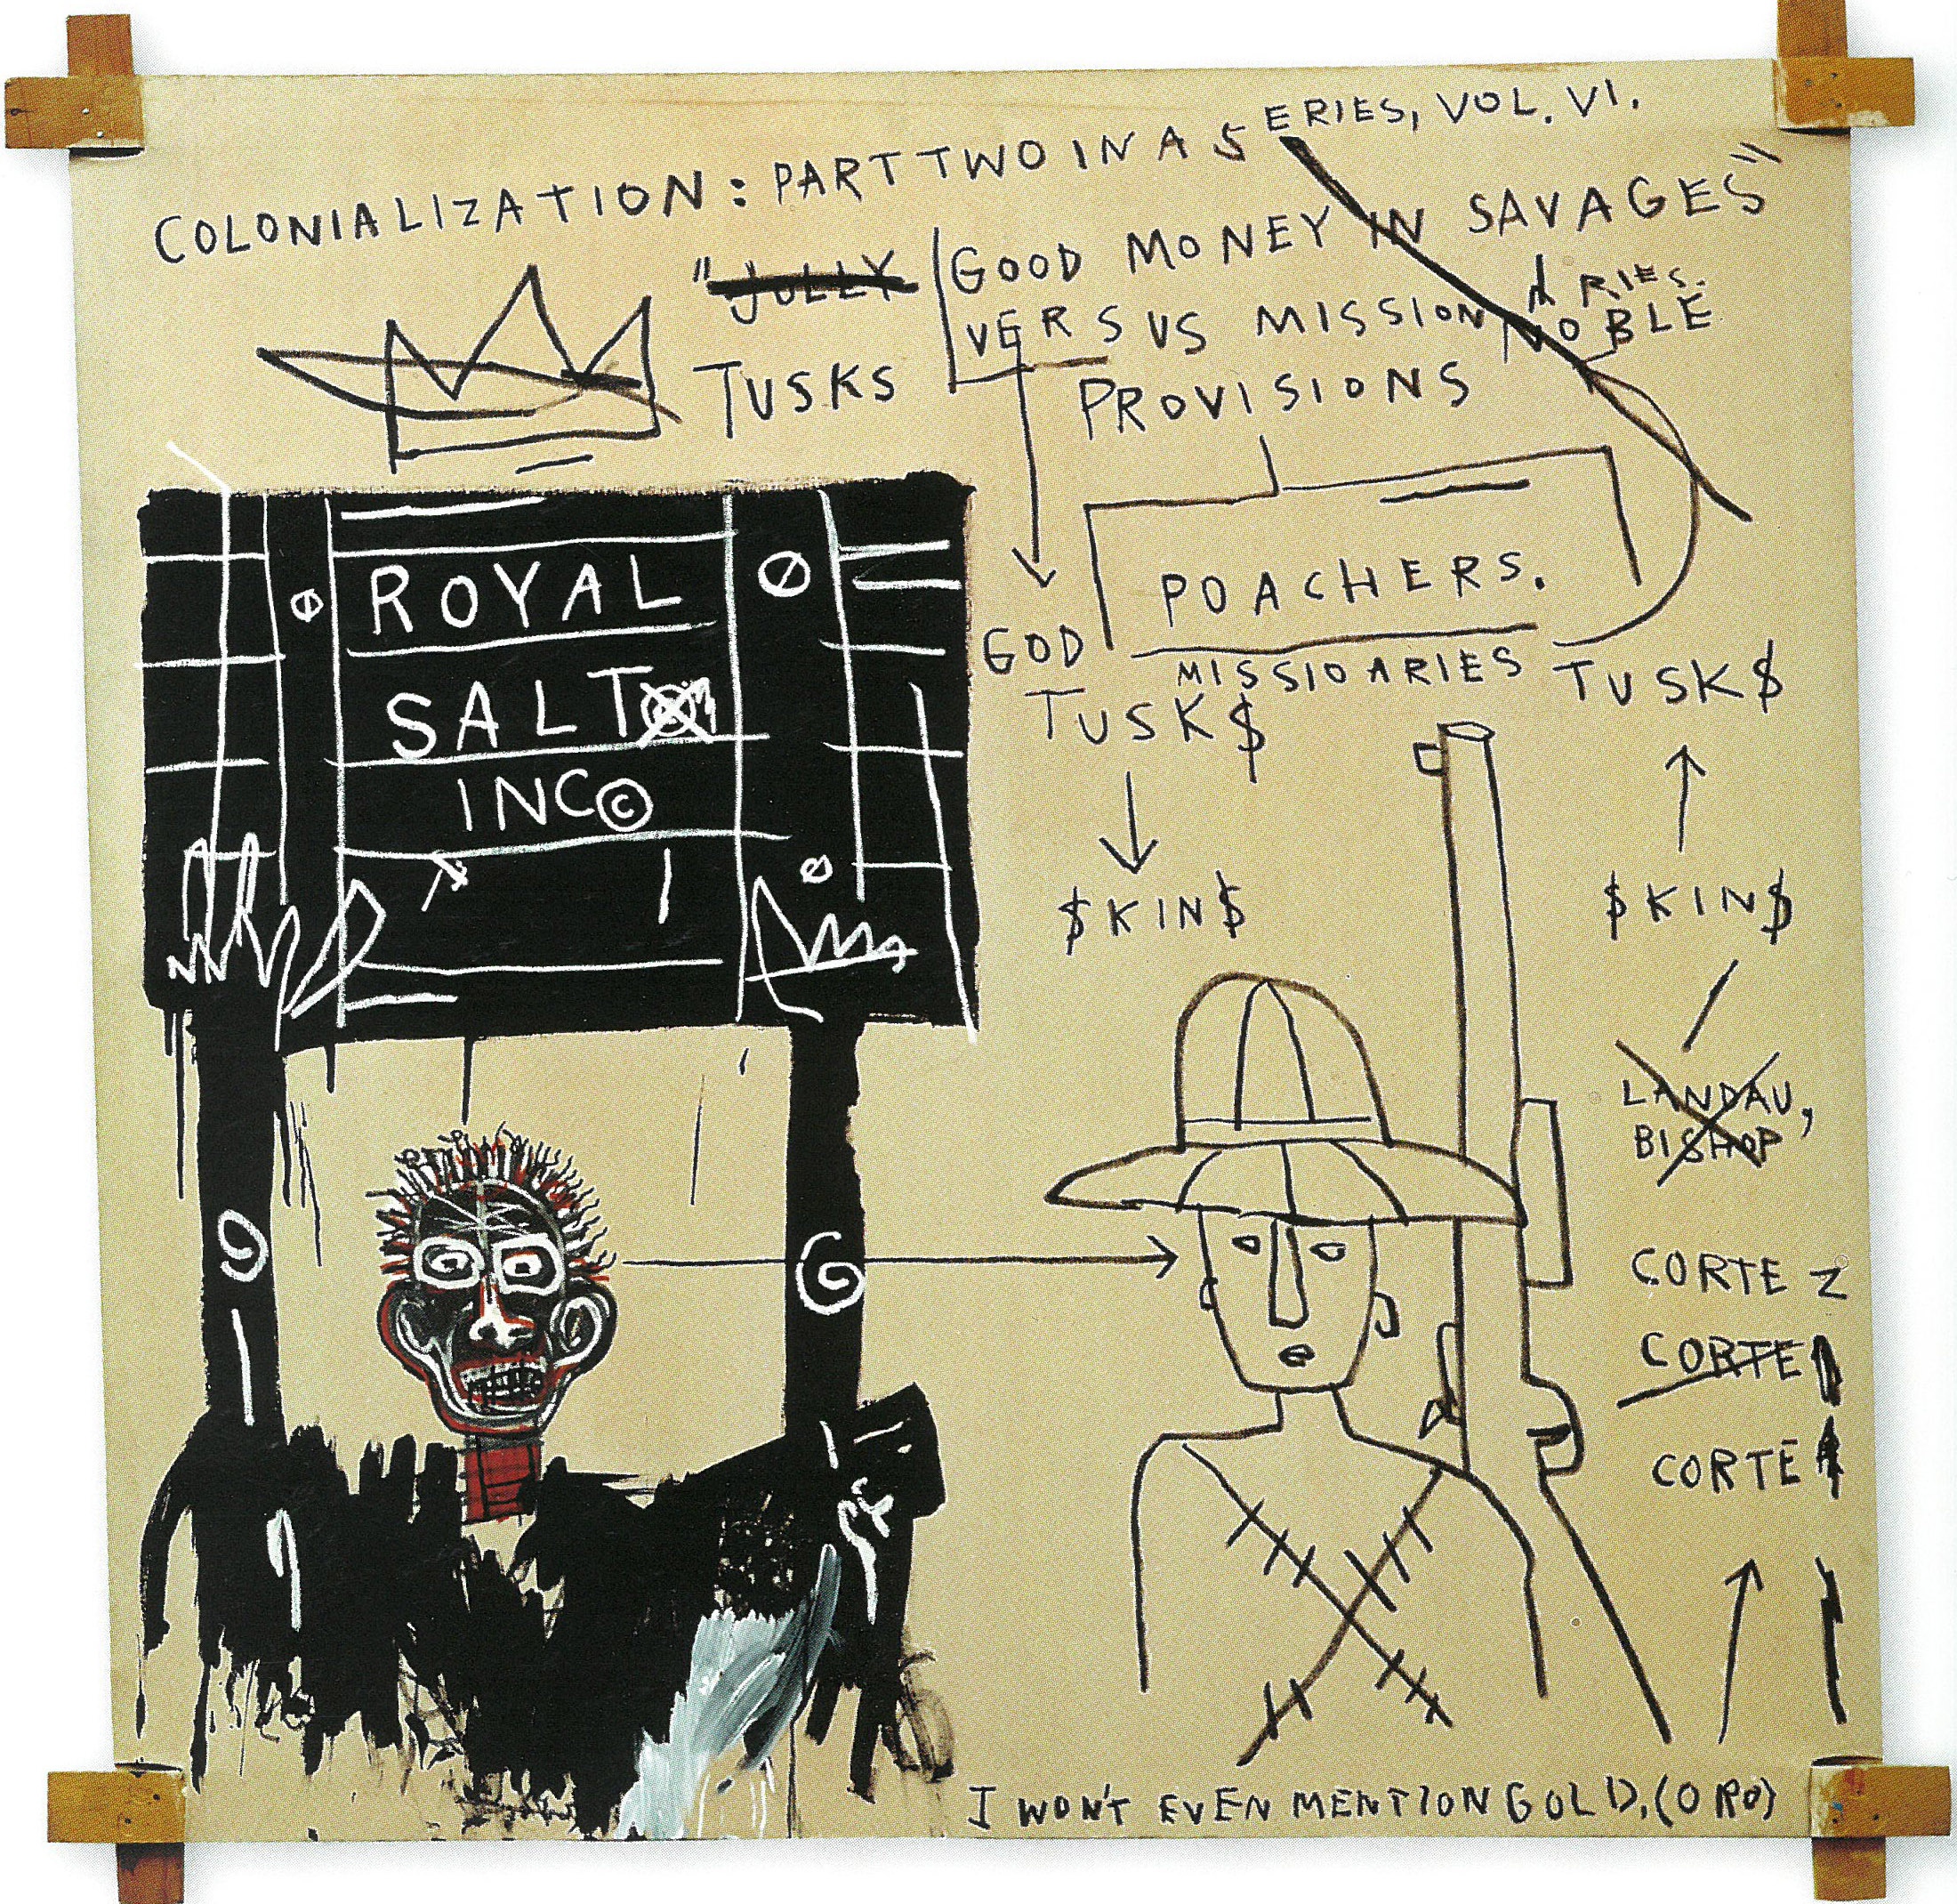 COLONIALIZATION: PART TWO IN A SERIES, VOL. VI.
"JOLLY GOOD MONEY IN SAVAGES"
VERSUS MISSIONARIES.
NOBLE
TUSKS
PROVISIONS
POACHERS.
MISSIOARIES
GOD
TUSK$
TUSK$
$KIN$
$KIN$
ROYAL
SALT
INC©
LANDAU,
BISHOP
CORTEZ
CORTE
CORTE
I WON'T EVEN MENTION GOLD, (ORO)